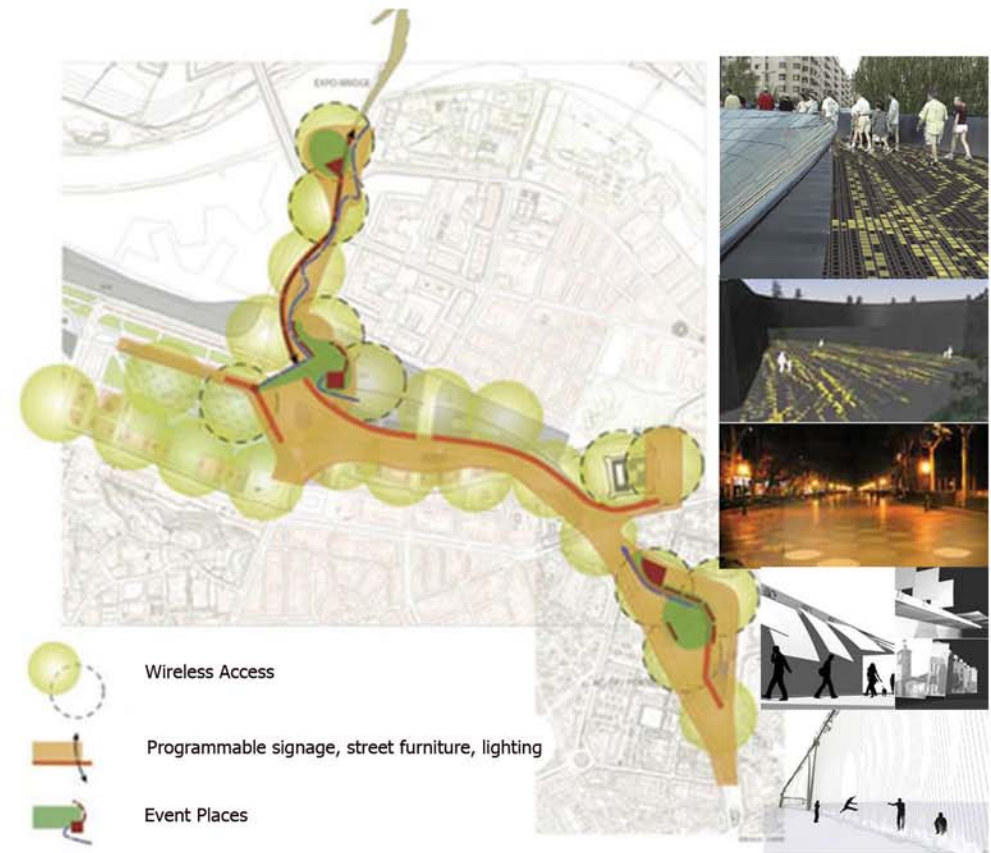 EXPO-BRIDGE
Wireless Access
Programmable signage, street furniture, lighting
Event Places